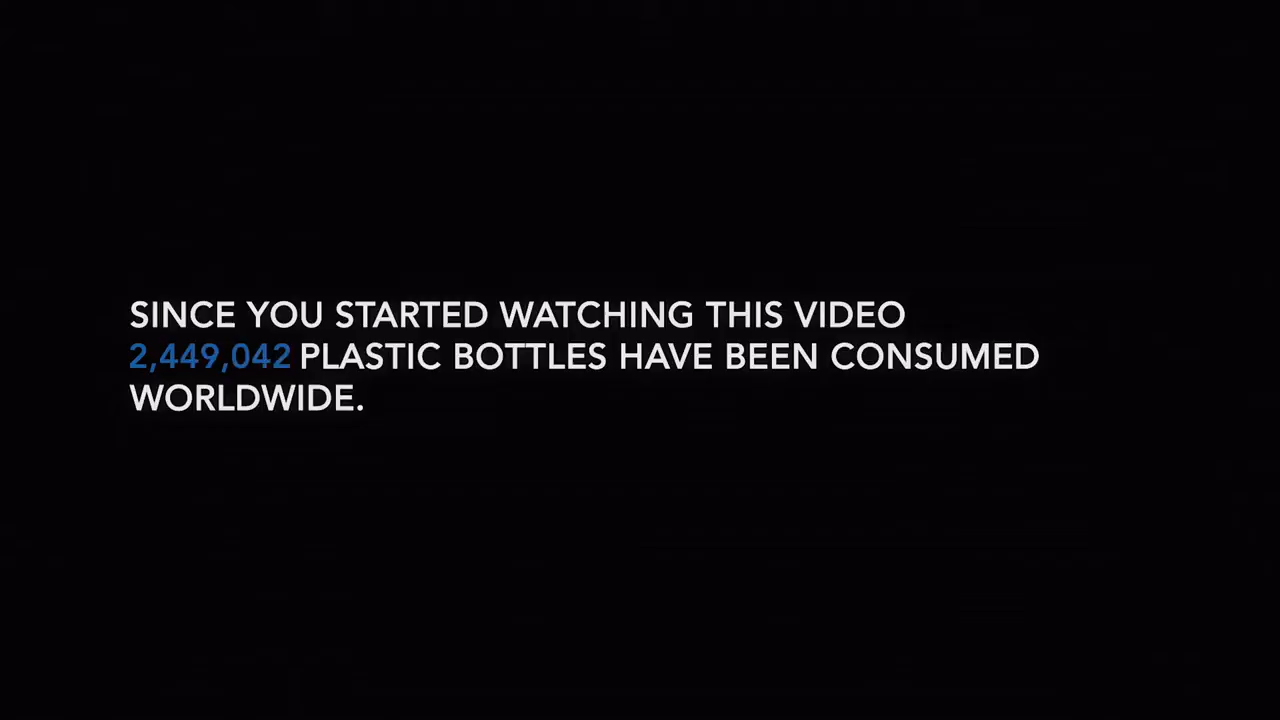 SINCE YOU STARTED WATCHING THIS VIDEO
2,449,042 PLASTIC BOTTLES HAVE BEEN CONSUMED
WORLDWIDE.